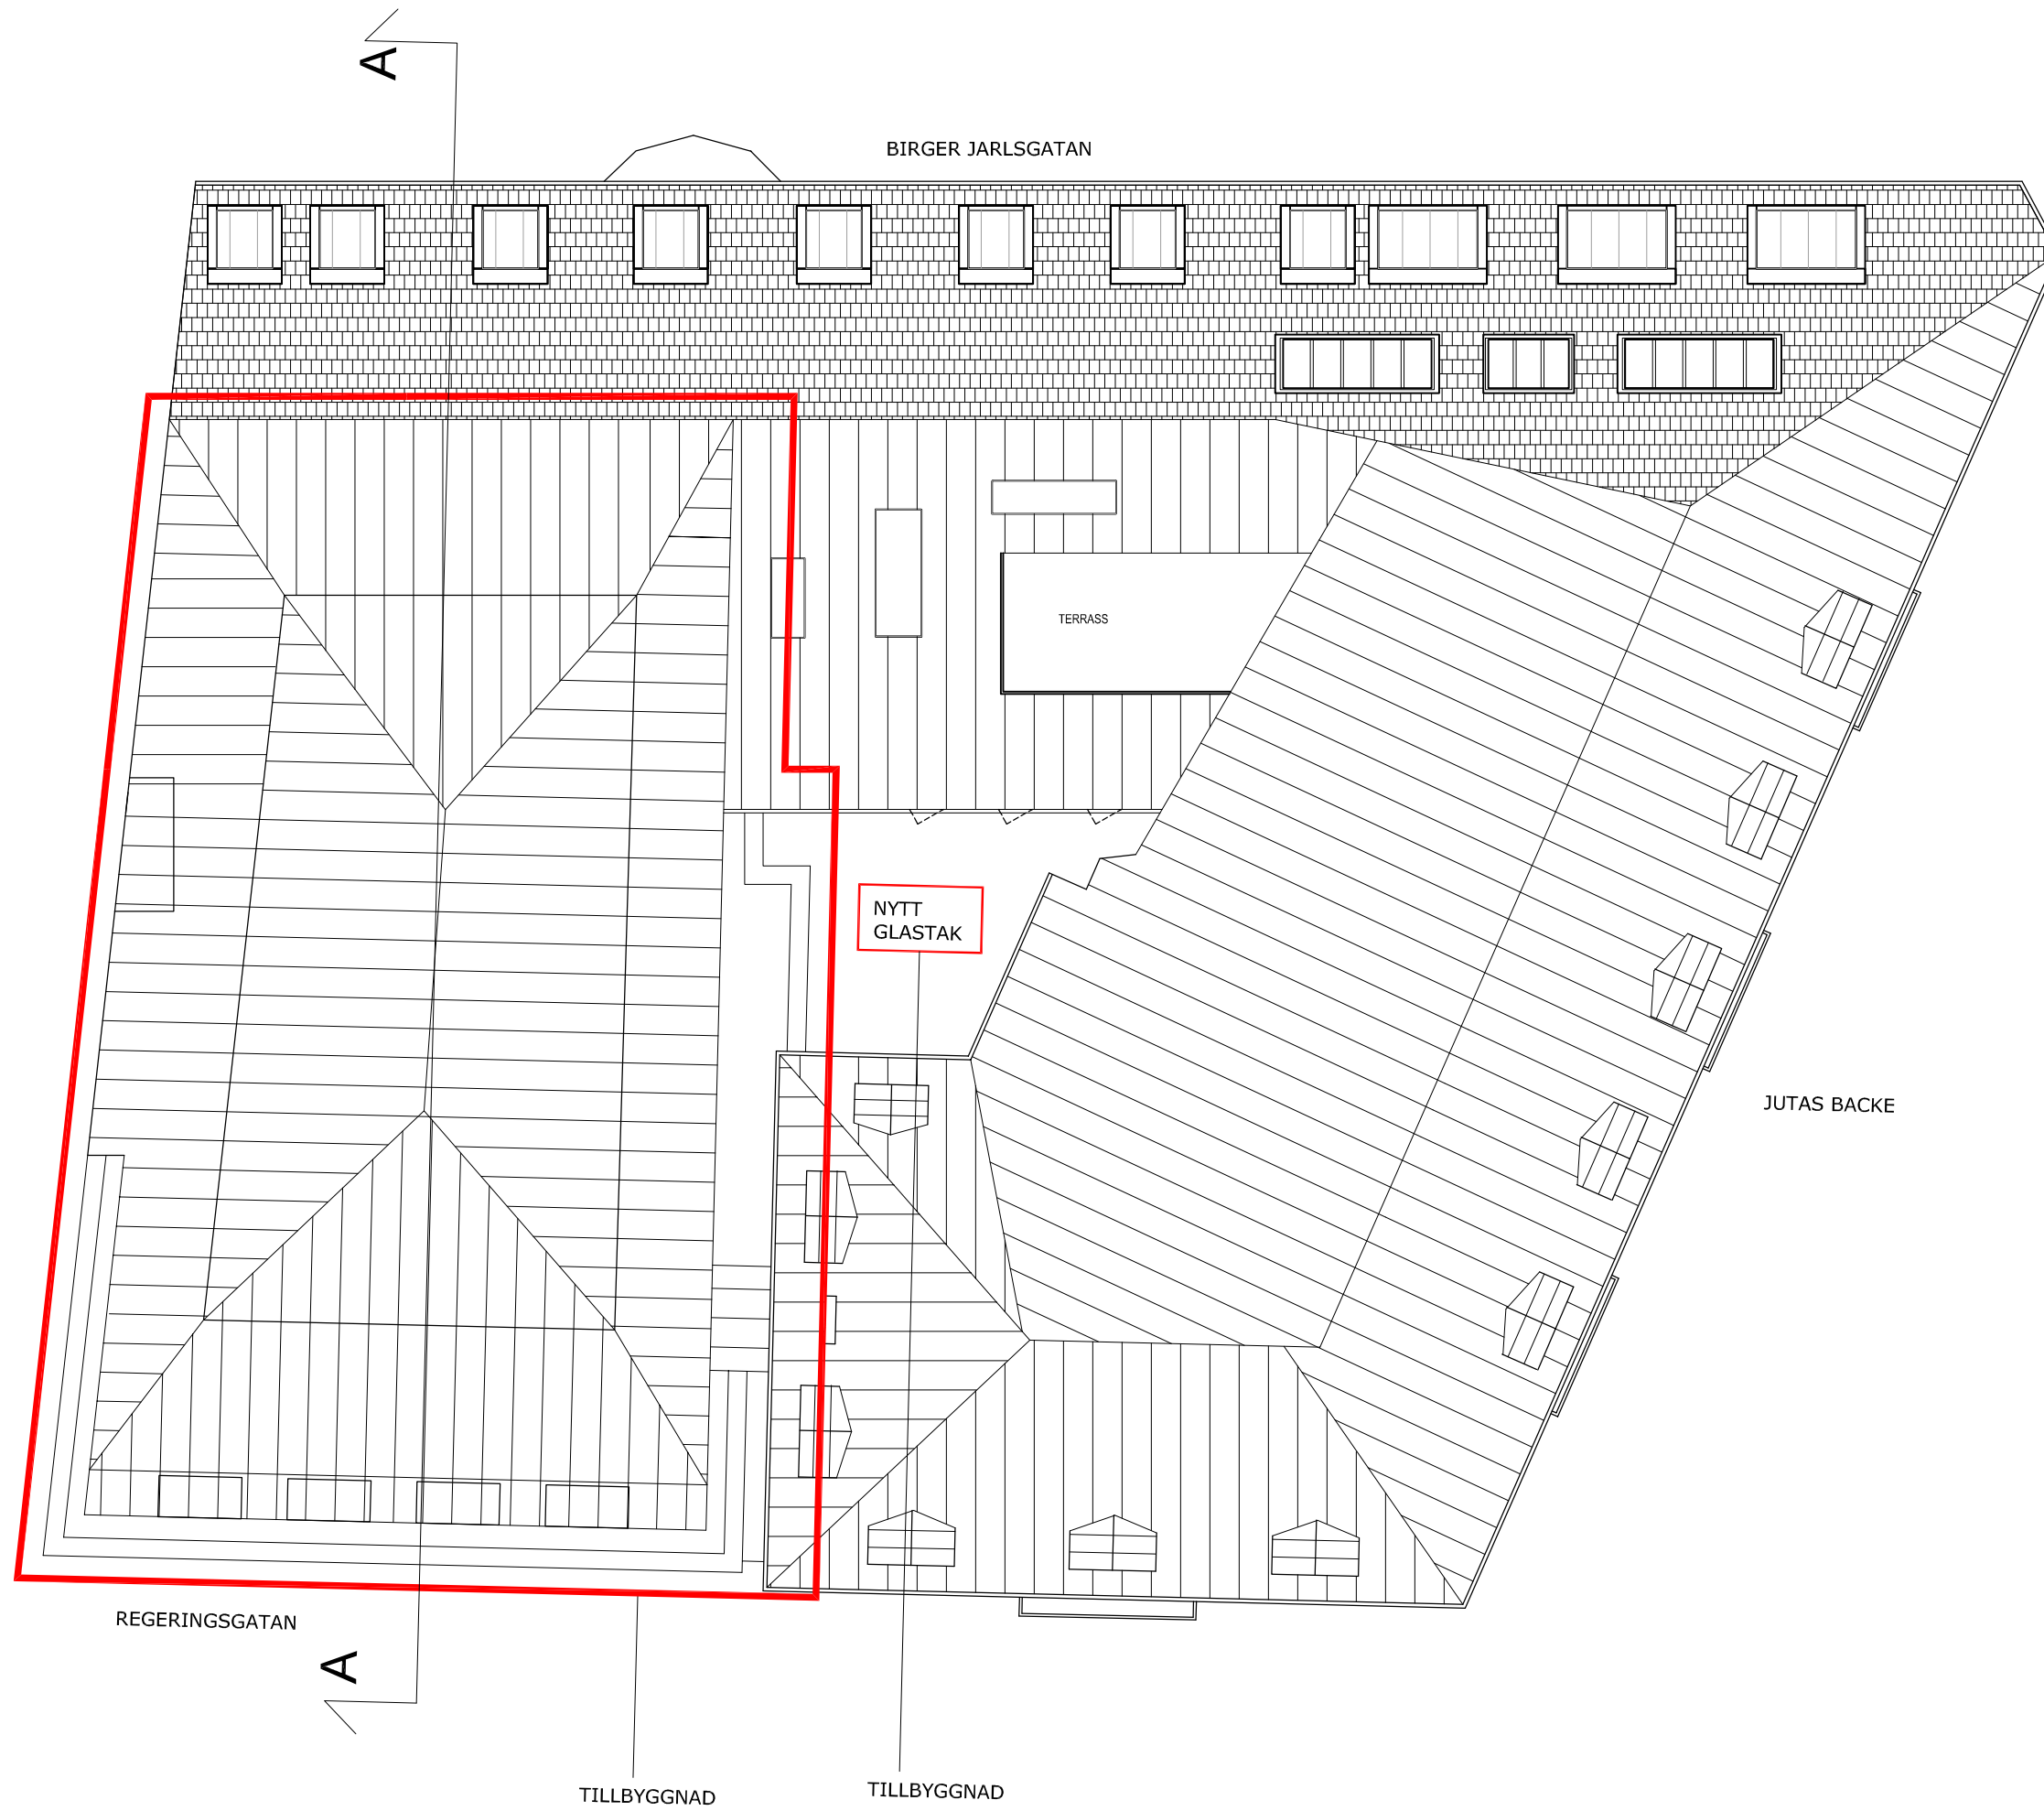 A
BIRGER JARLSGATAN
TERRASS
NYTT
GLASTAK
JUTAS BACKE
REGERINGSGATAN
A
TILLBYGGNAD
TILLBYGGNAD